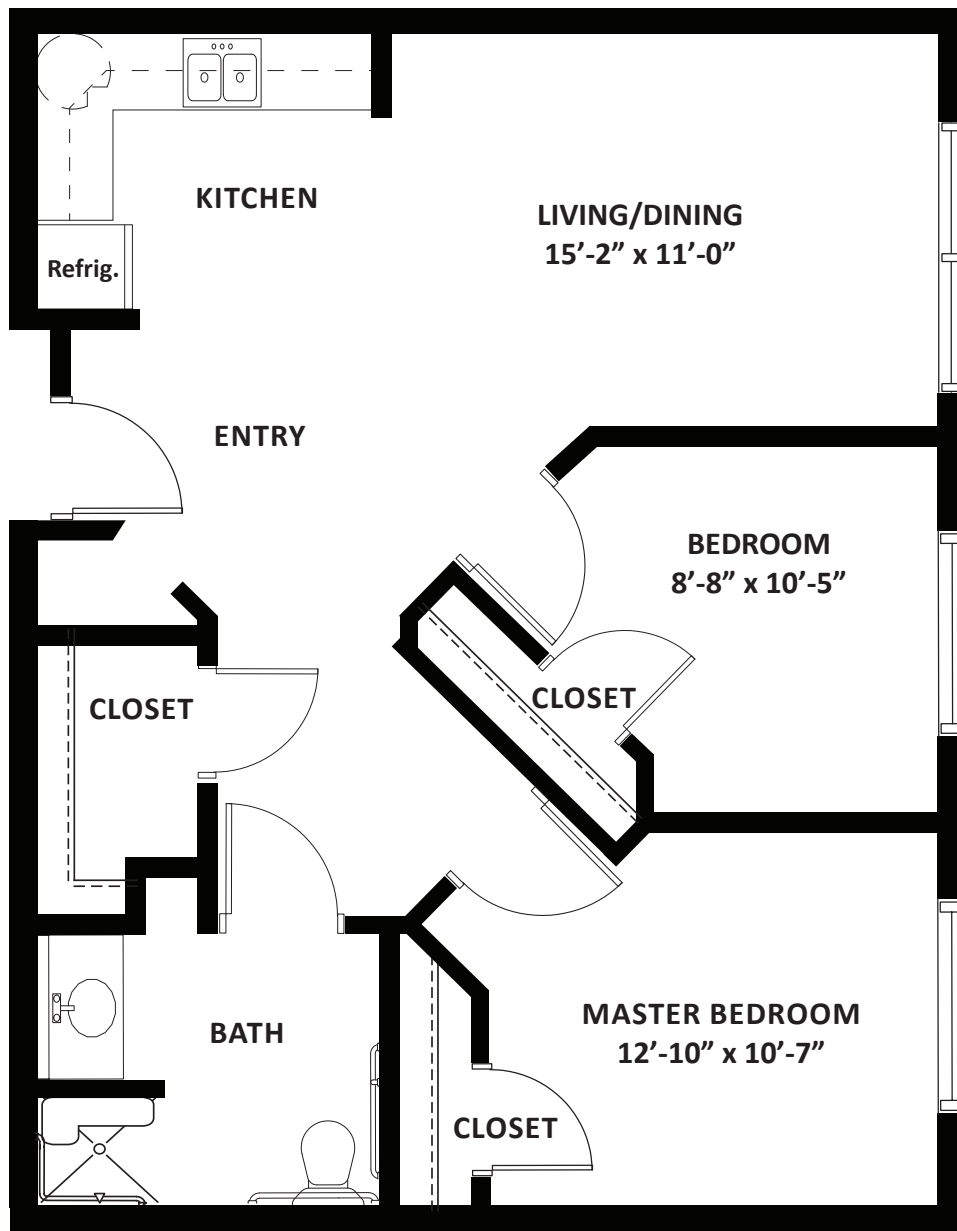 KITCHEN
LIVING/DINING
15’-2” x 11’-0”
Refrig.
ENTRY
BEDROOM
8’-8” x 10’-5”
CLOSET
CLOSET
MASTER BEDROOM
12’-10” x 10’-7”
BATH
CLOSET